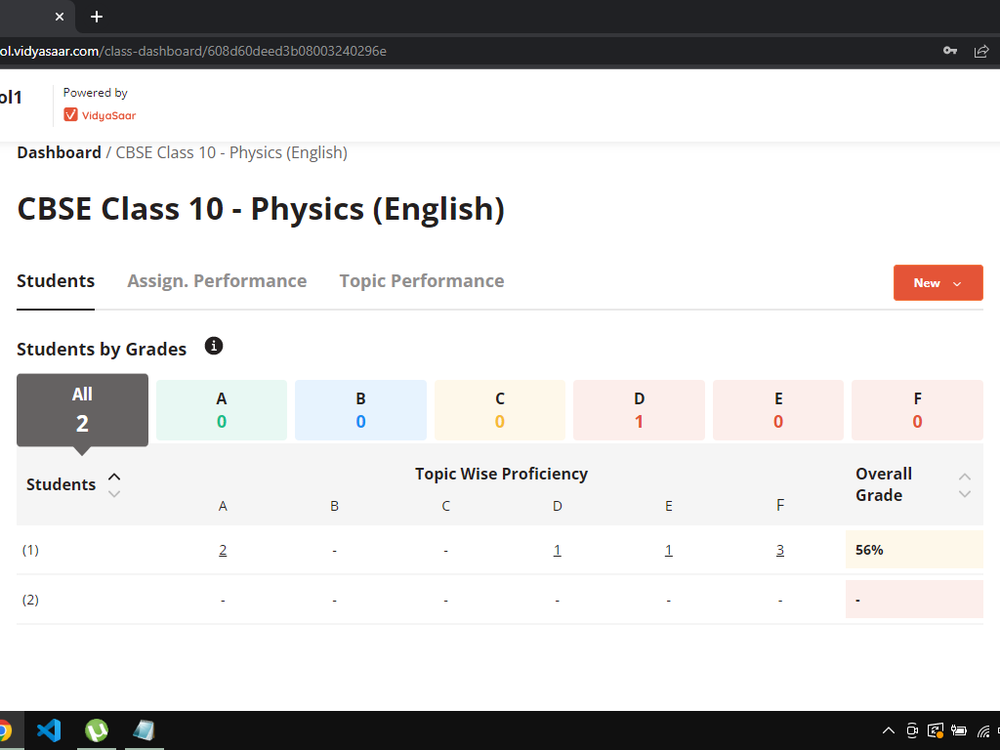 ol.vidyasaar.com/class-dashboard/608d60deed3b08003240296e
ol1
Powered by
VidyaSaar
Dashboard / CBSE Class 10 - Physics (English)
CBSE Class 10 - Physics (English)
Students Assign. Performance Topic Performance New
Students by Grades
All A B C D E F
2 0 0 0 1 0 0
Students Topic Wise Proficiency Overall Grade
A B C D E F
(1) 2 - - 1 1 3 56%
(2) - - - - - - -